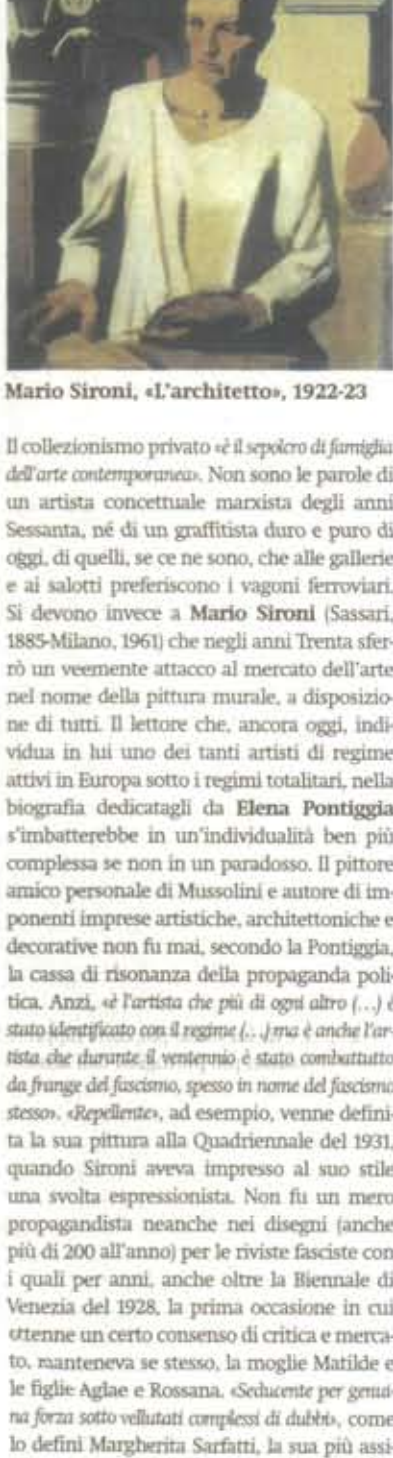 Mario Sironi, «L'architetto», 1922-23
Il collezionismo privato «è il sepolcro di famiglia
dell'arte contemporanea». Non sono le parole di
un artista concettuale marxista degli anni
Sessanta, né di un graffitista duro e puro di
oggi, di quelli, se ce ne sono, che alle gallerie
e ai salotti preferiscono i vagoni ferroviari.
Si devono invece a Mario Sironi (Sassari,
1885-Milano, 1961) che negli anni Trenta sfer-
rò un veemente attacco al mercato dell'arte
nel nome della pittura murale, a disposizio-
ne di tutti. Il lettore che, ancora oggi, indi-
vidua in lui uno dei tanti artisti di regime
attivi in Europa sotto i regimi totalitari, nella
biografia dedicatagli da Elena Pontiggia
s'imbatterebbe in un'individualità ben più
complessa se non in un paradosso. Il pittore
amico personale di Mussolini e autore di im-
ponenti imprese artistiche, architettoniche e
decorative non fu mai, secondo la Pontiggia,
la cassa di risonanza della propaganda poli-
tica. Anzi, «è l'artista che più di ogni altro (…) è
stato identificato con il regime (…) ma è anche l'ar-
tista che durante il ventennio è stato combattutto
da frange del fascismo, spesso in nome del fascismo
stesso». «Repellente», ad esempio, venne defini-
ta la sua pittura alla Quadriennale del 1931,
quando Sironi aveva impresso al suo stile
una svolta espressionista. Non fu un mero
propagandista neanche nei disegni (anche
più di 200 all'anno) per le riviste fasciste con
i quali per anni, anche oltre la Biennale di
Venezia del 1928, la prima occasione in cui
ottenne un certo consenso di critica e merca-
to, manteneva se stesso, la moglie Matilde e
le figlie Aglae e Rossana. «Seducente per genui-
na forza sotto vellutati complessi di dubbi», come
lo definì Margherita Sarfatti, la sua più assi-